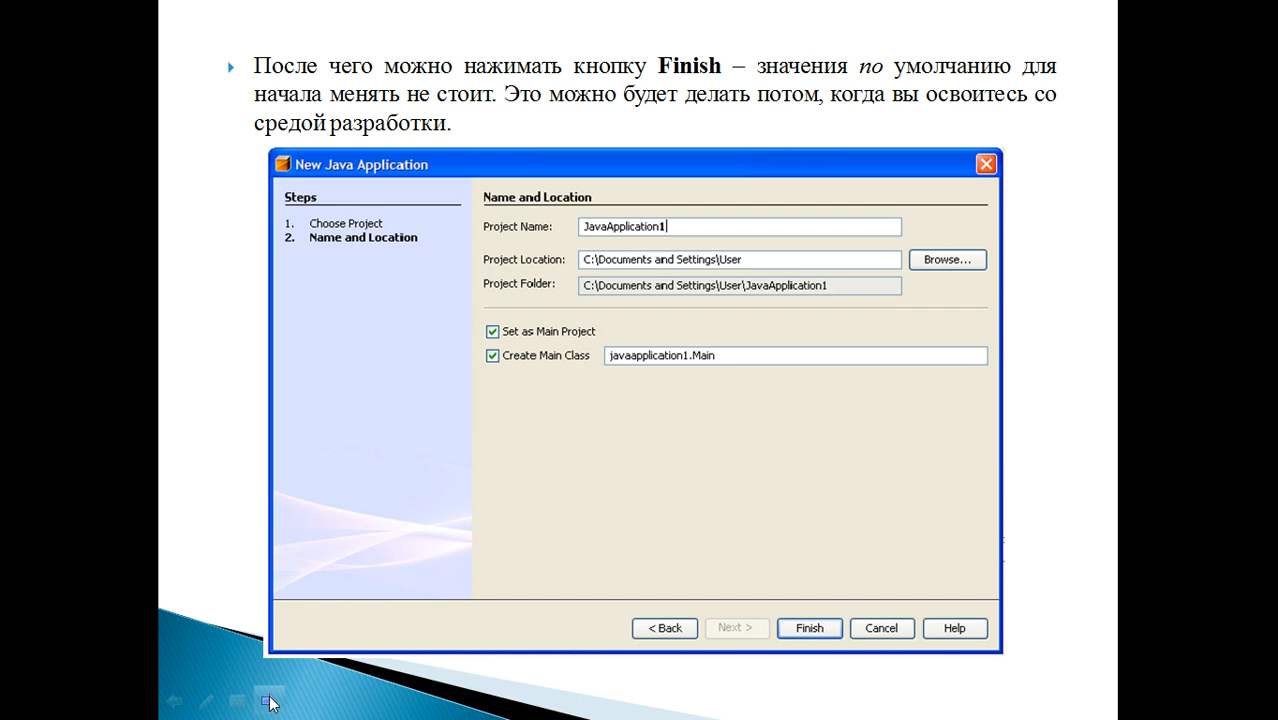 После чего можно нажимать кнопку Finish – значения по умолчанию для
начала менять не стоит. Это можно будет делать потом, когда вы освоитесь со
средой разработки.
New Java Application
Steps
1. Choose Project
2. Name and Location
Name and Location
Project Name: JavaApplication1
Project Location: C:\Documents and Settings\User Browse...
Project Folder: C:\Documents and Settings\User\JavaApplication1
Set as Main Project
Create Main Class javaapplication1.Main
< Back Next > Finish Cancel Help